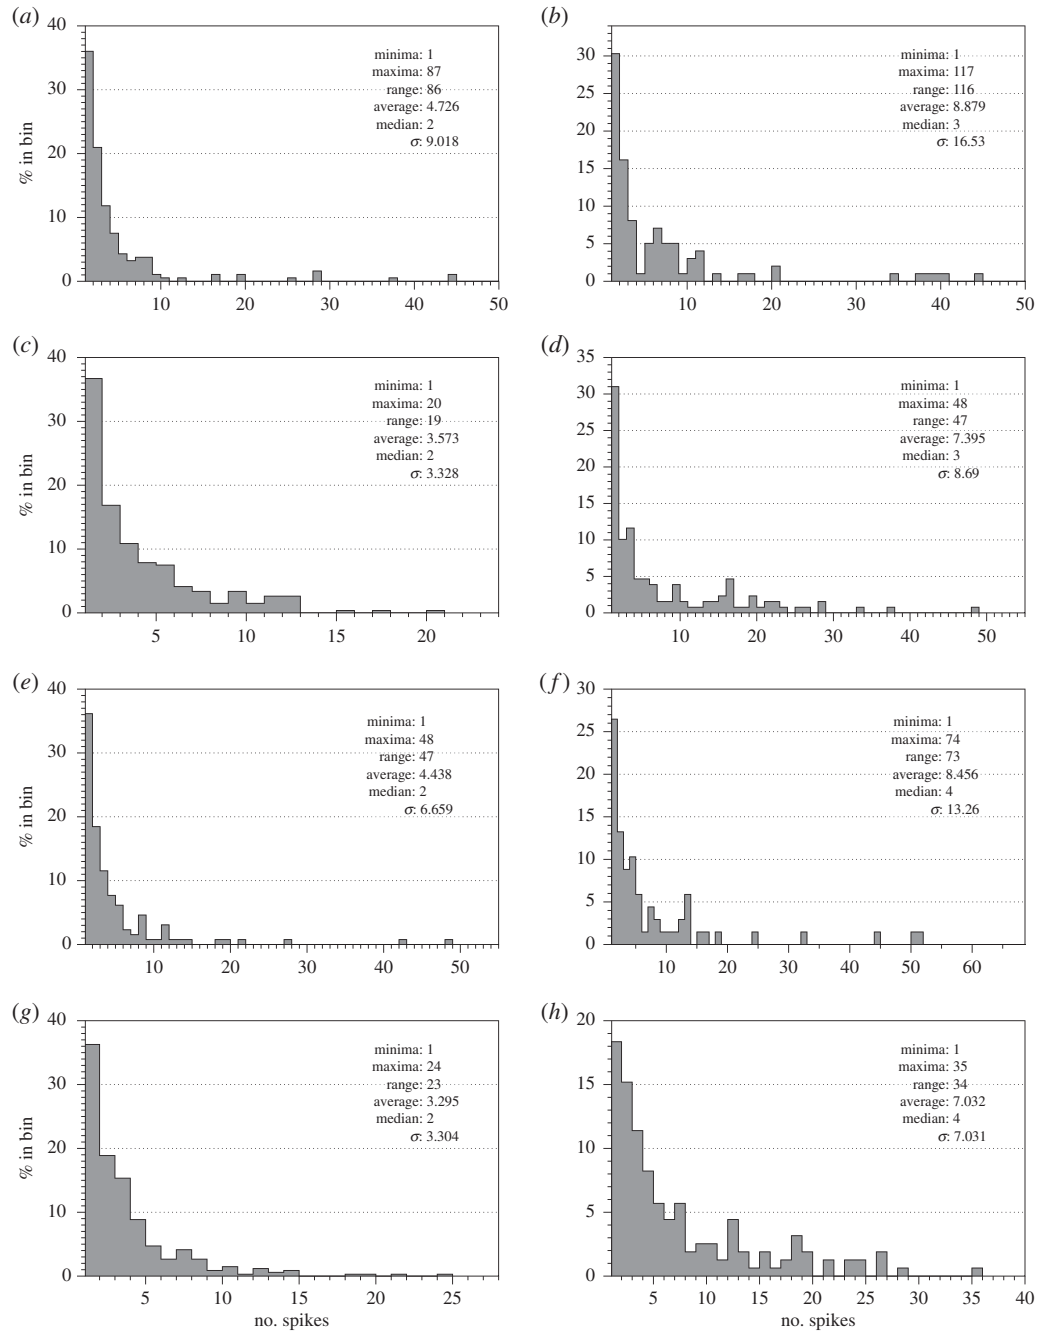 (a)
40
30
20
10
0
% in bin
minima: 1
maxima: 87
range: 86
average: 4.726
median: 2
σ: 9.018
10 20 30 40 50
(b)
30
25
20
15
10
5
0
minima: 1
maxima: 117
range: 116
average: 8.879
median: 3
σ: 16.53
10 20 30 40 50
(c)
40
30
20
10
0
% in bin
minima: 1
maxima: 20
range: 19
average: 3.573
median: 2
σ: 3.328
5 10 15 20
(d)
35
30
25
20
15
10
5
0
minima: 1
maxima: 48
range: 47
average: 7.395
median: 3
σ: 8.69
10 20 30 40 50
(e)
40
30
20
10
0
% in bin
minima: 1
maxima: 48
range: 47
average: 4.438
median: 2
σ: 6.659
10 20 30 40 50
(f)
30
25
20
15
10
5
0
minima: 1
maxima: 74
range: 73
average: 8.456
median: 4
σ: 13.26
10 20 30 40 50 60
(g)
40
30
20
10
0
% in bin
minima: 1
maxima: 24
range: 23
average: 3.295
median: 2
σ: 3.304
5 10 15 20 25
no. spikes
(h)
20
15
10
5
0
minima: 1
maxima: 35
range: 34
average: 7.032
median: 4
σ: 7.031
5 10 15 20 25 30 35 40
no. spikes